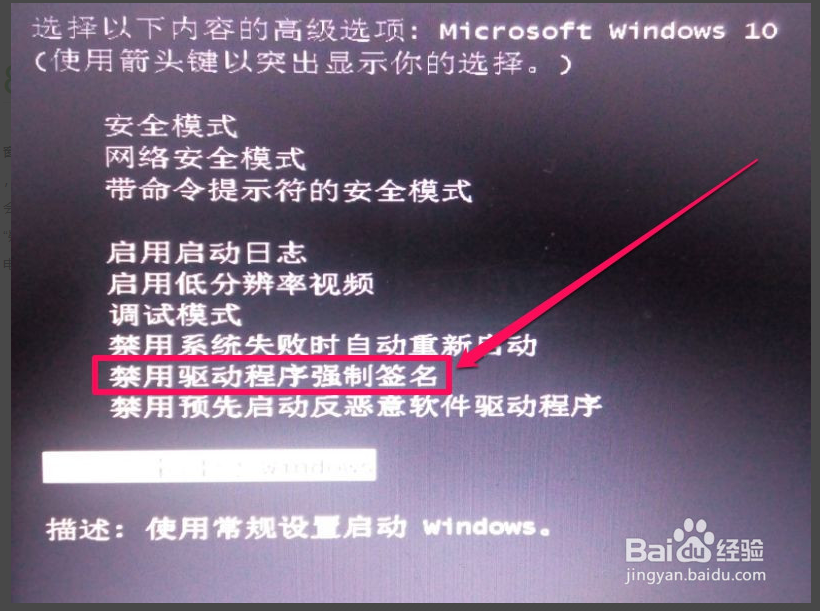 选择以下内容的高级选项: Microsoft Windows 10
(使用箭头键以突出显示你的选择。)
安全模式
网络安全模式
带命令提示符的安全模式
启用启动日志
启用低分辨率视频
调试模式
禁用系统失败时自动重新启动
禁用驱动程序强制签名
禁用预先启动反恶意软件驱动程序
Windows
描述: 使用常规设置启动 Windows。
Bai du 经验
jingyan.baidu.com